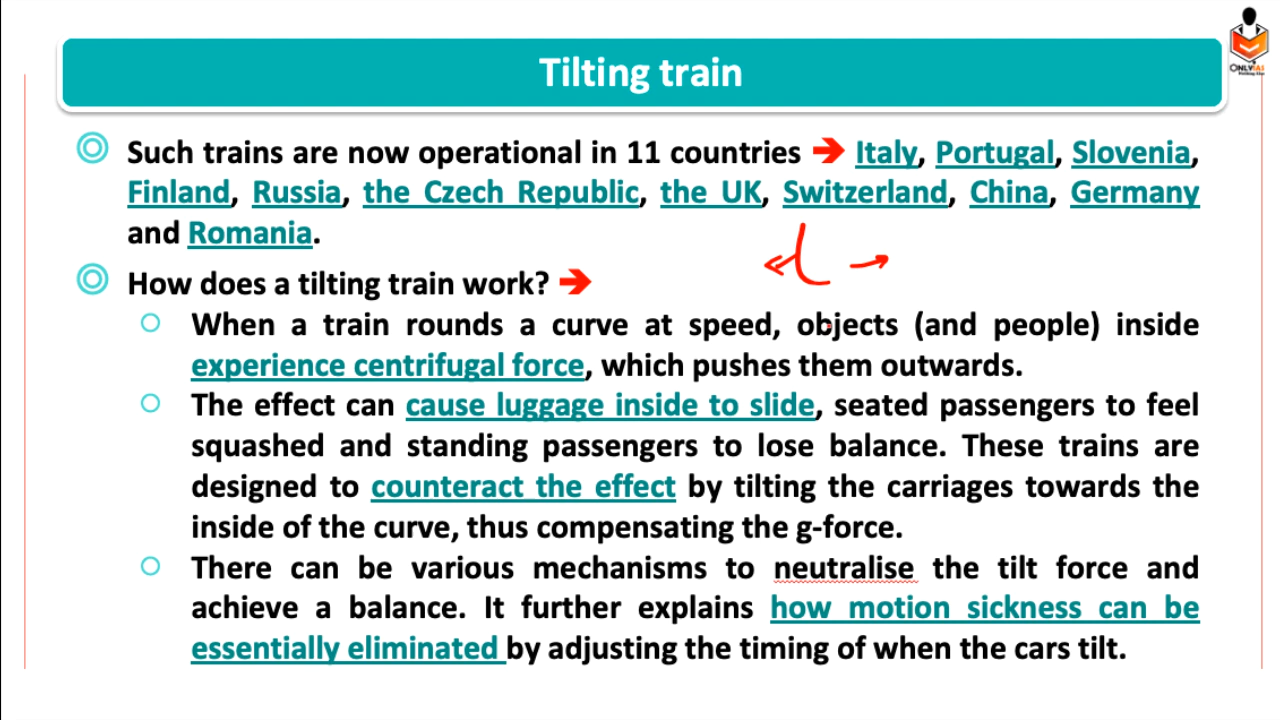 Tilting train
ONLYIAS
Such trains are now operational in 11 countries ➔ Italy, Portugal, Slovenia,
Finland, Russia, the Czech Republic, the UK, Switzerland, China, Germany
and Romania.
How does a tilting train work? ➔
When a train rounds a curve at speed, objects (and people) inside
experience centrifugal force, which pushes them outwards.
The effect can cause luggage inside to slide, seated passengers to feel
squashed and standing passengers to lose balance. These trains are
designed to counteract the effect by tilting the carriages towards the
inside of the curve, thus compensating the g-force.
There can be various mechanisms to neutralise the tilt force and
achieve a balance. It further explains how motion sickness can be
essentially eliminated by adjusting the timing of when the cars tilt.